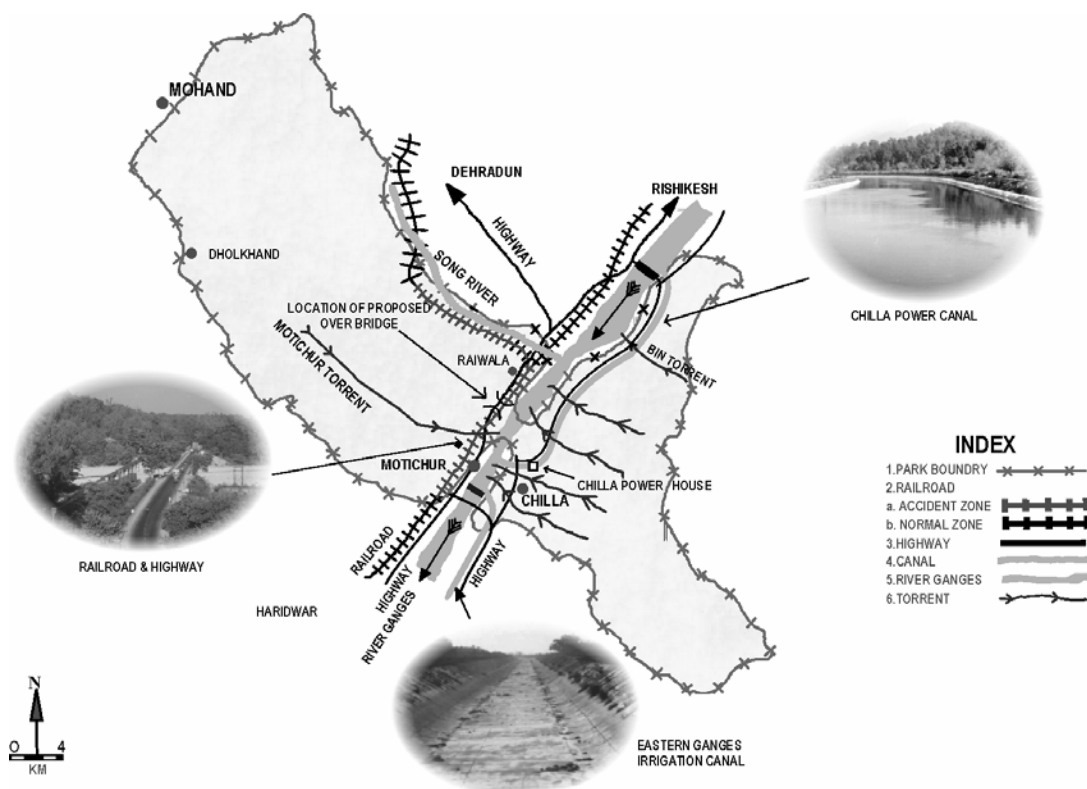 MOHAND
DEHRADUN
RISHIKESH
HIGHWAY
DHOLKHAND
SONG RIVER
CHILLA POWER CANAL
LOCATION OF PROPOSED
OVER BRIDGE
MOTICHUR TORRENT
RAIWALA
BIN TORRENT
MOTICHUR
CHILLA POWER HOUSE
CHILLA
RAILROAD & HIGHWAY
RAILROAD
HIGHWAY
HIGHWAY
RIVER GANGES
HARIDWAR
INDEX
1.PARK BOUNDRY
2.RAILROAD
a. ACCIDENT ZONE
b. NORMAL ZONE
3.HIGHWAY
4.CANAL
5.RIVER GANGES
6.TORRENT
N
0 4
KM
EASTERN GANGES
IRRIGATION CANAL